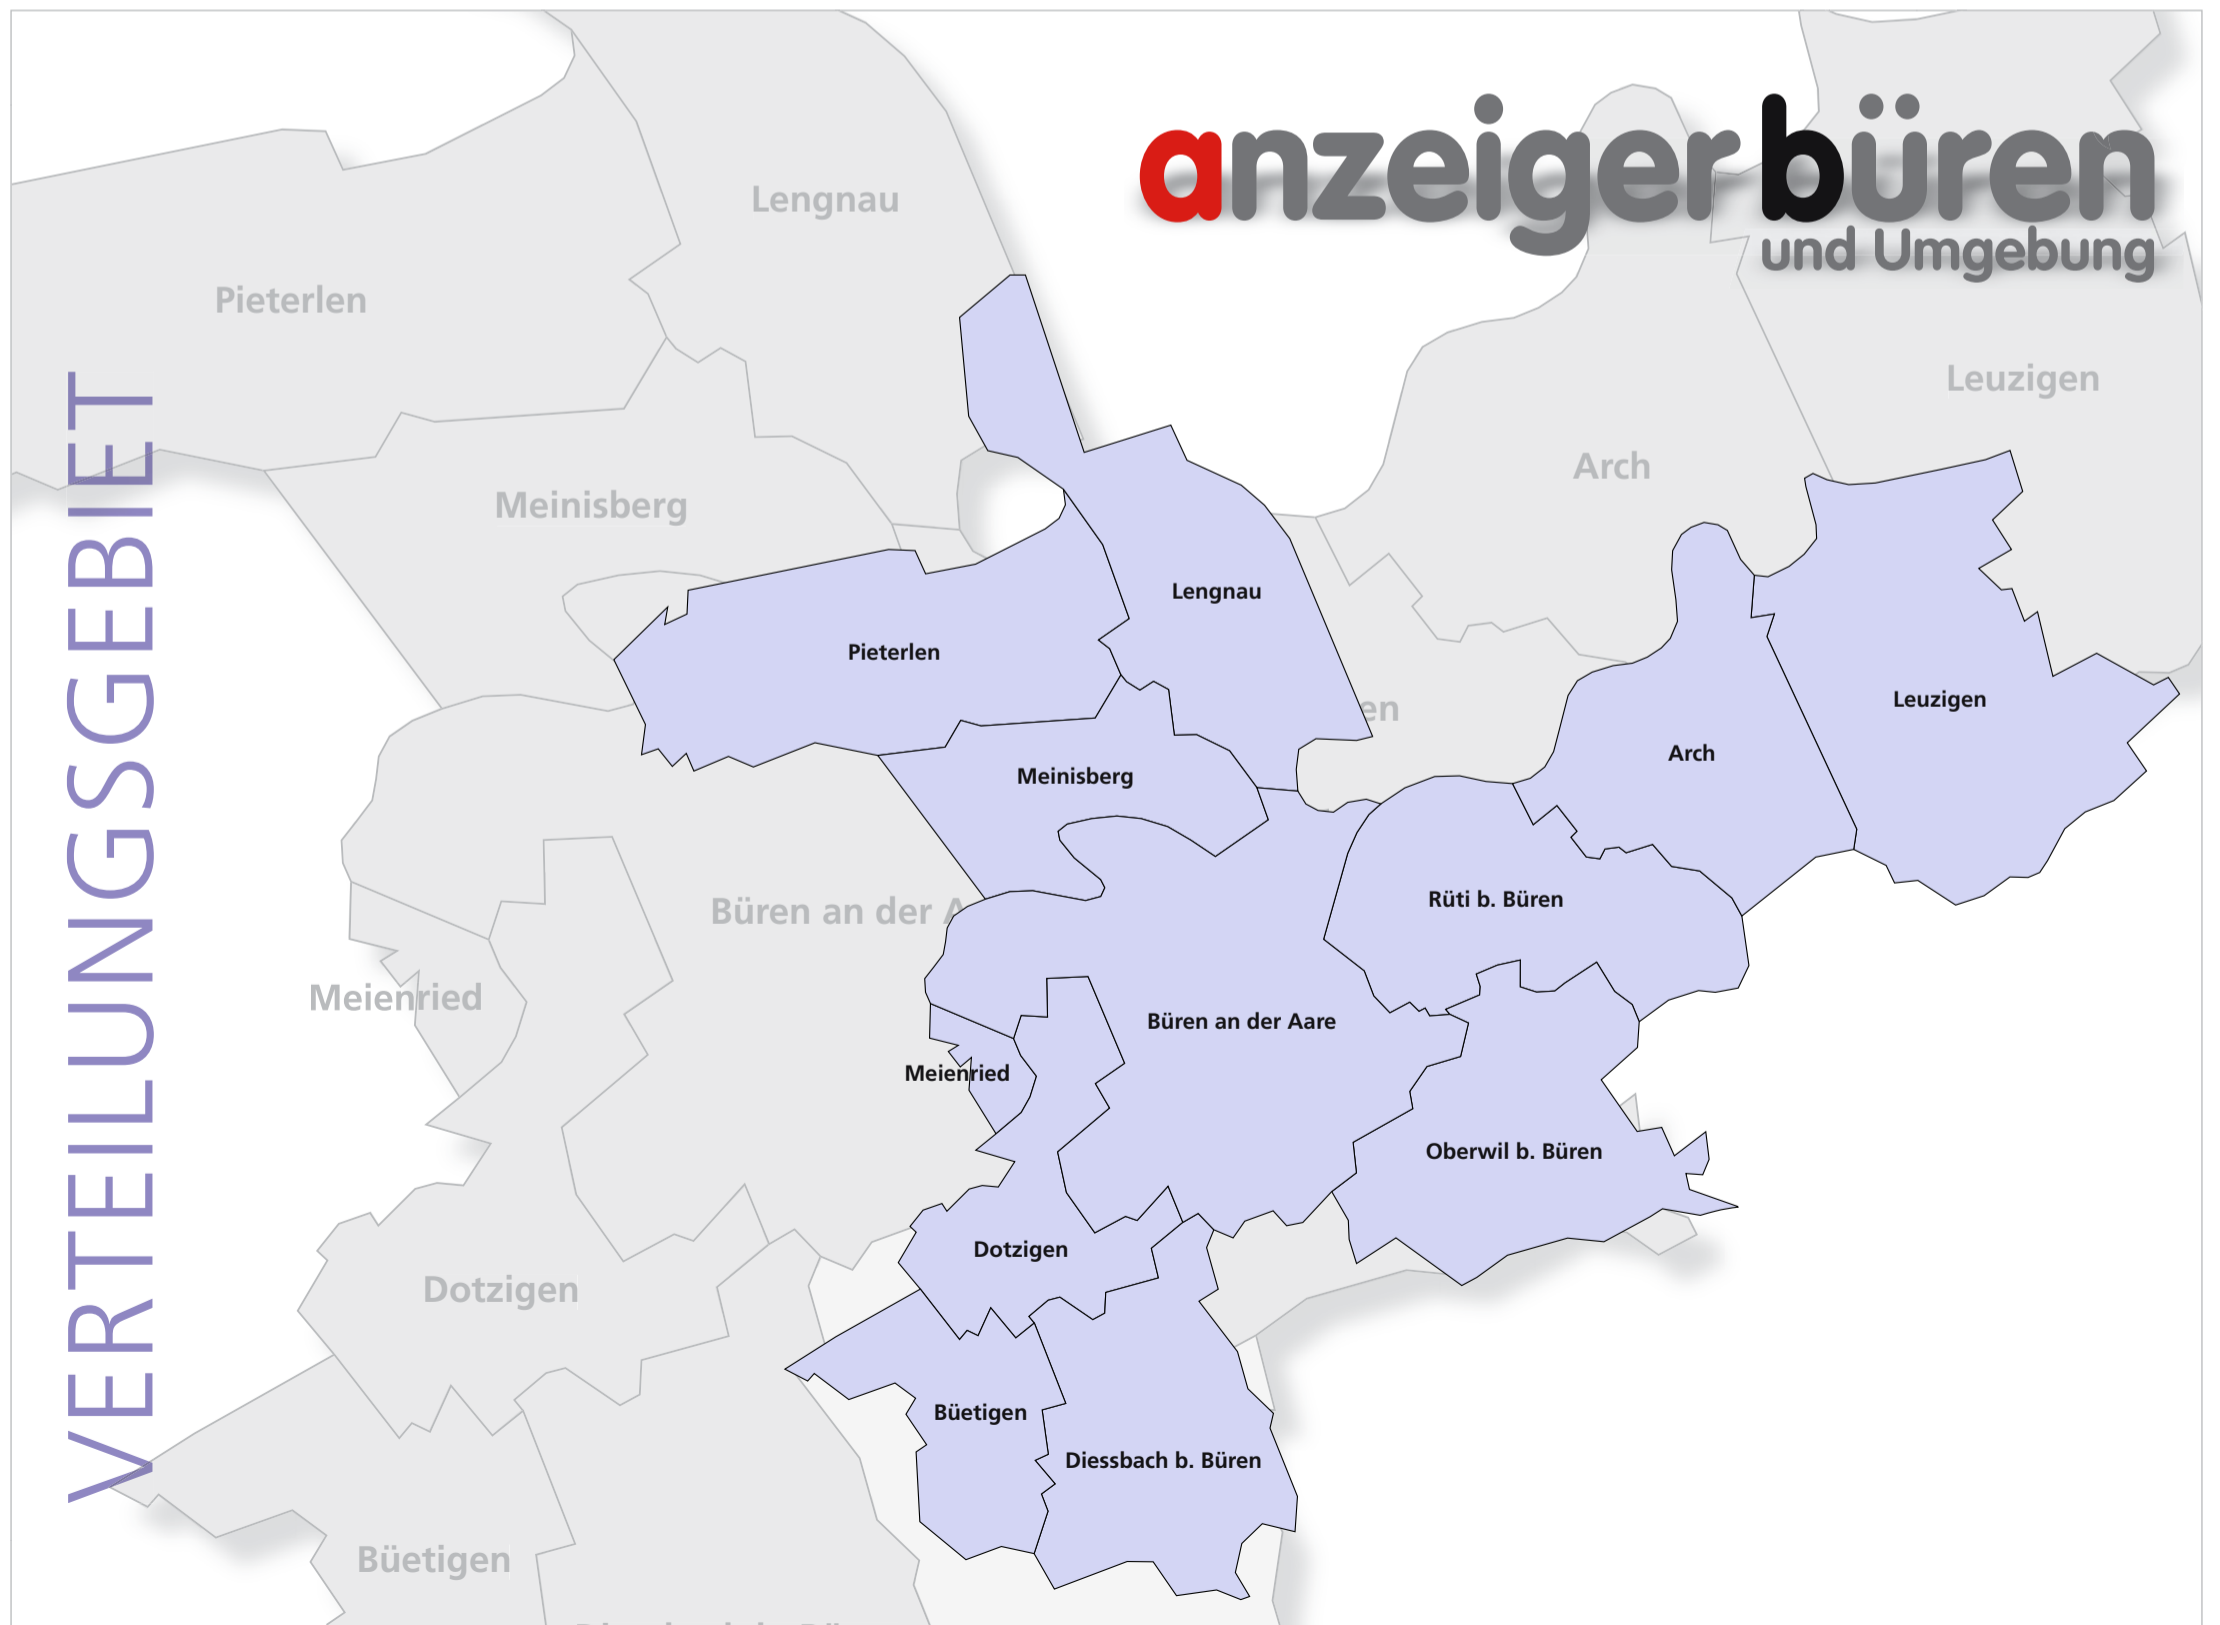 anzeiger büren
und Umgebung
VERTEILUNGSGEBIET
Lengnau
Pieterlen
Leuzigen
Arch
Meinisberg
Büren an der A
Meienried
Dotzigen
Büetigen
en
Lengnau
Pieterlen
Leuzigen
Arch
Meinisberg
Rüti b. Büren
Büren an der Aare
Meienried
Oberwil b. Büren
Dotzigen
Büetigen
Diessbach b. Büren